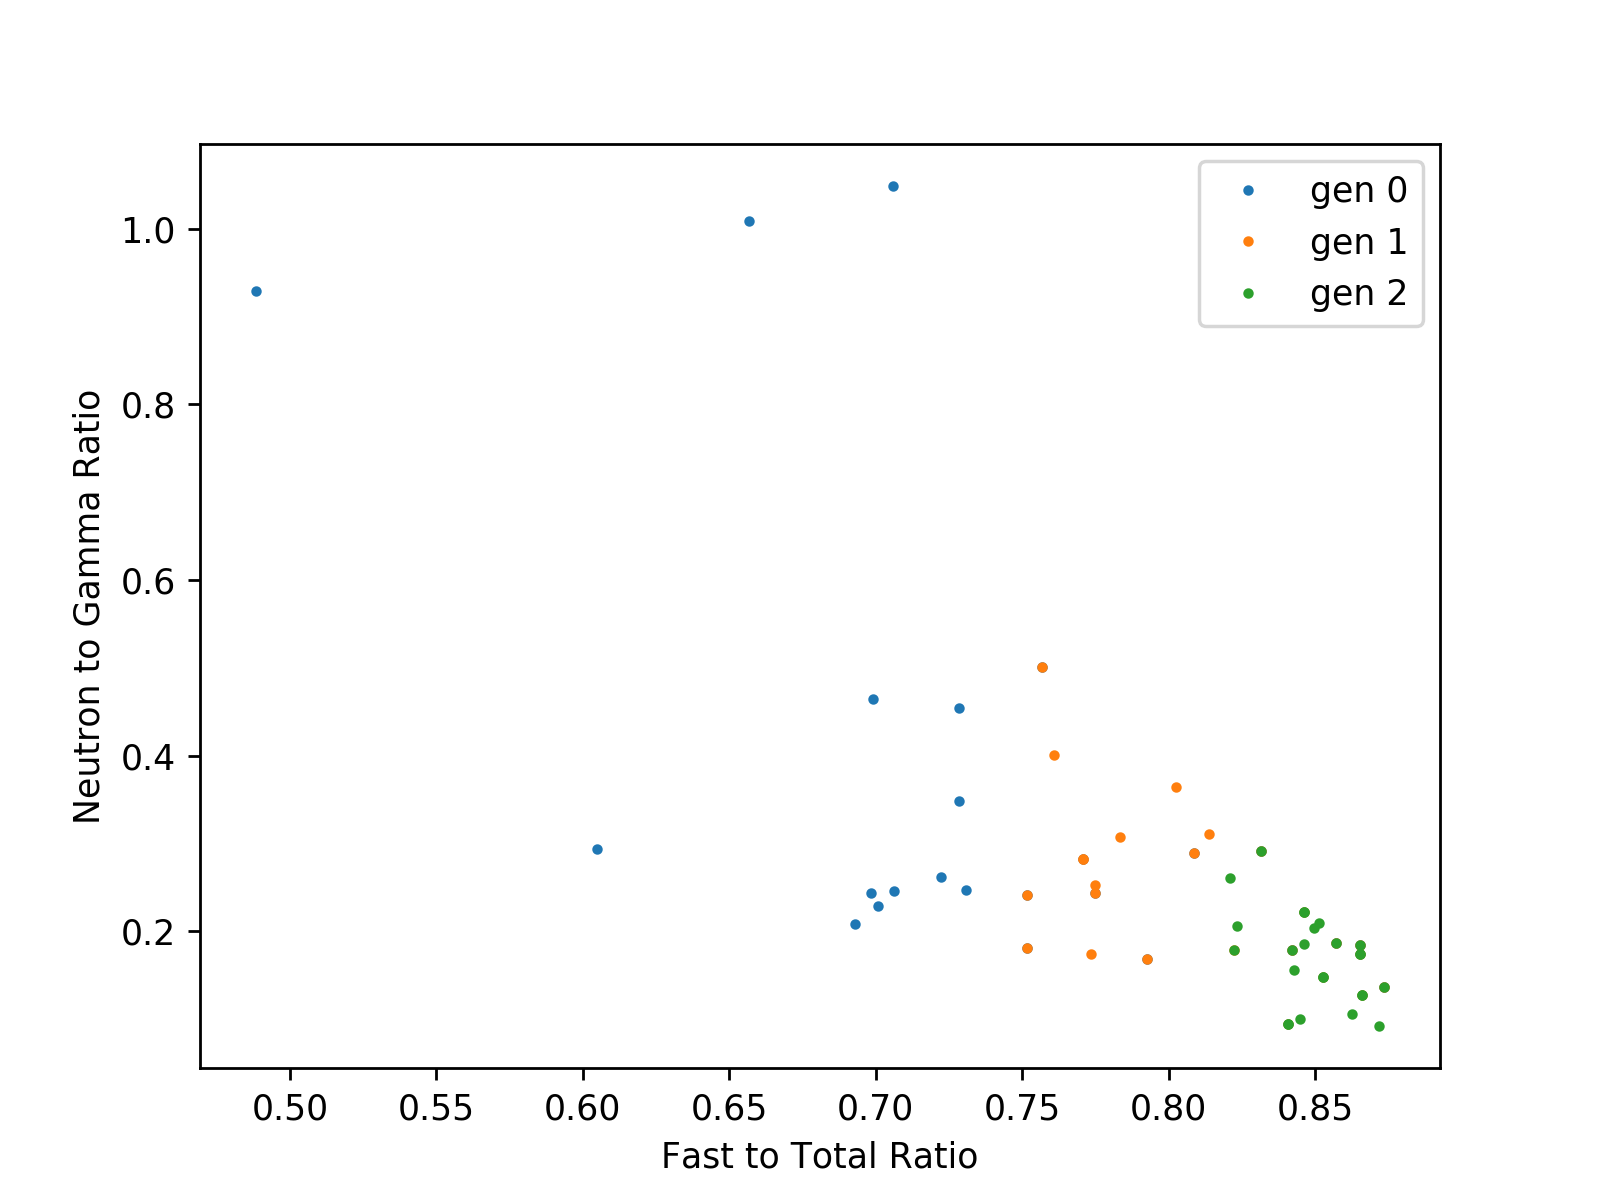 gen 0
gen 1
gen 2
Neutron to Gamma Ratio
1.0
0.8
0.6
0.4
0.2
0.50 0.55 0.60 0.65 0.70 0.75 0.80 0.85
Fast to Total Ratio